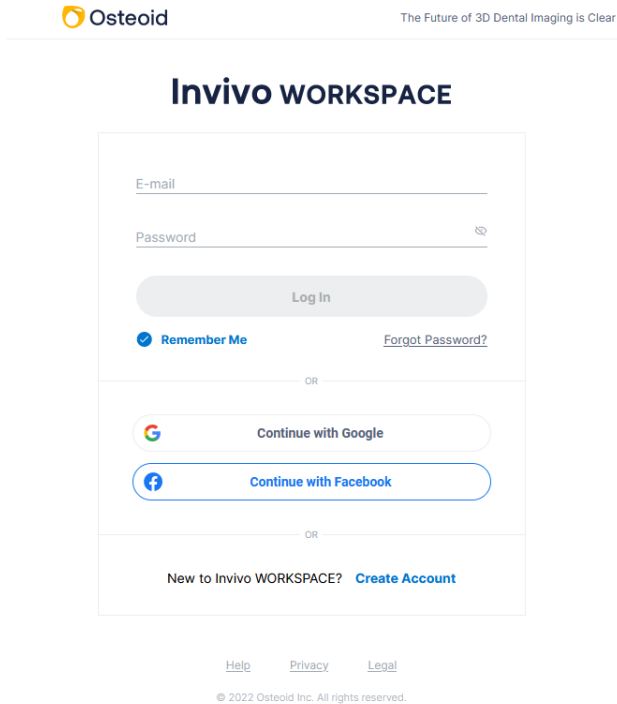 Osteoid
The Future of 3D Dental Imaging is Clear
Invivo WORKSPACE
E-mail
Password
Log In
Remember Me
Forgot Password?
OR
Continue with Google
Continue with Facebook
OR
New to Invivo WORKSPACE? Create Account
Help Privacy Legal
© 2022 Osteoid Inc. All rights reserved.